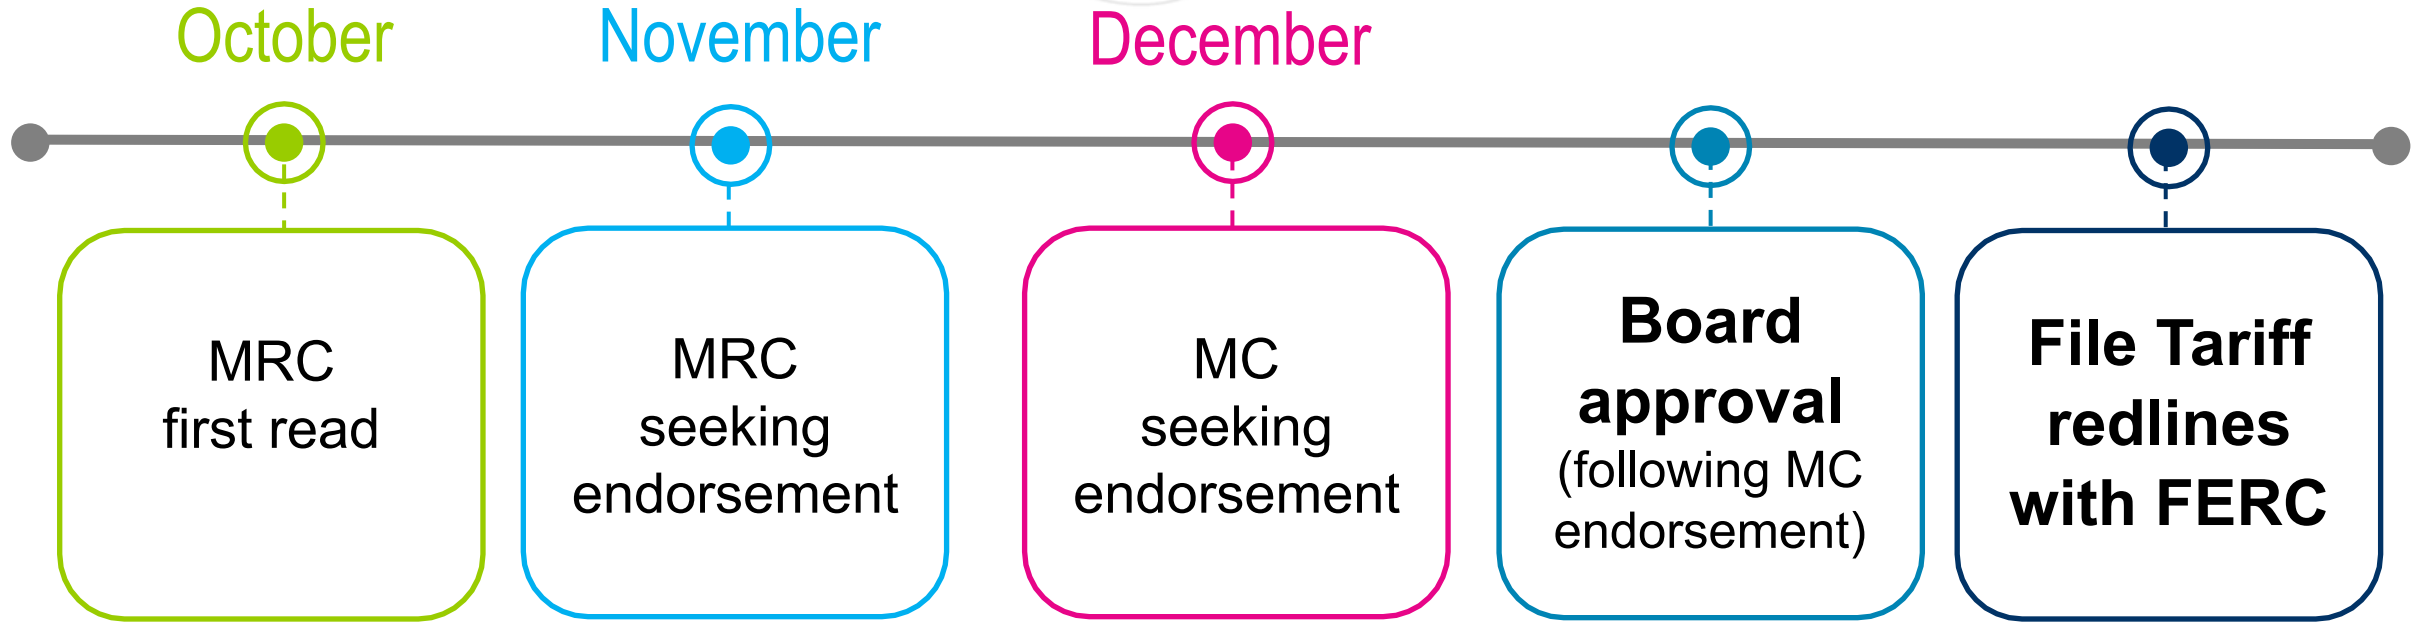 October
November
December
MRC
first read
MRC
seeking
endorsement
MC
seeking
endorsement
Board
approval
(following MC
endorsement)
File Tariff
redlines
with FERC